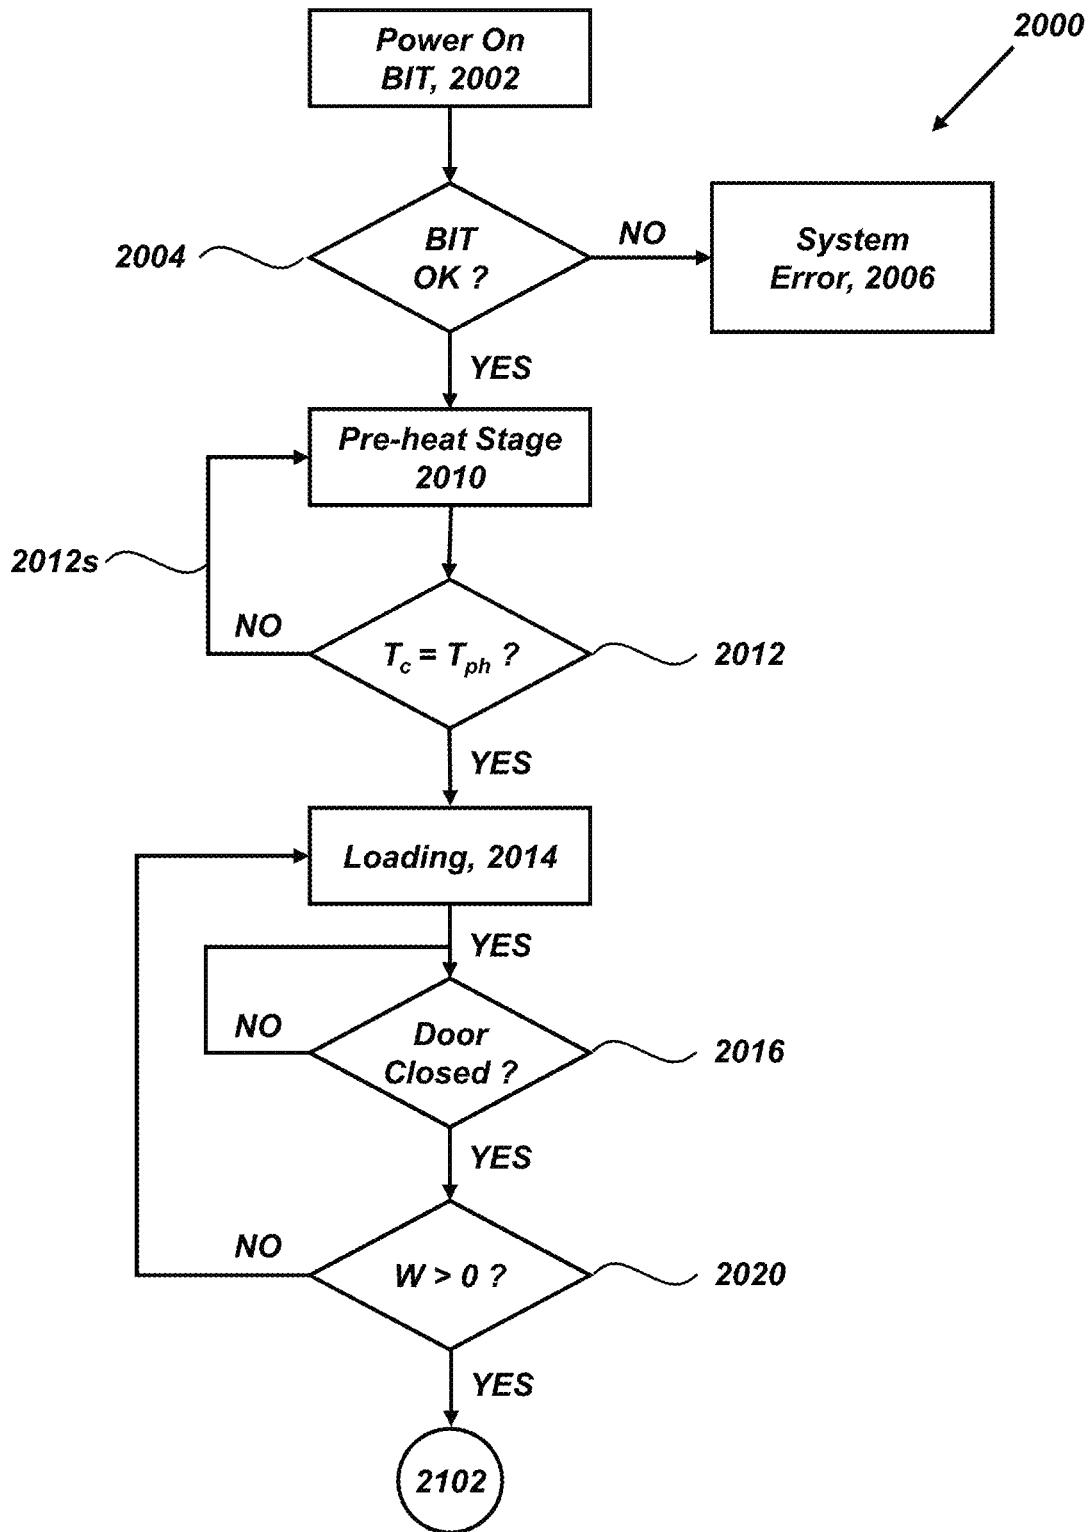 2000
Power On
BIT, 2002
2004
BIT
OK ?
NO
System
Error, 2006
YES
Pre-heat Stage
2010
2012s
NO
Tc = Tph ?
2012
YES
Loading, 2014
YES
NO
Door
Closed ?
2016
YES
NO
W > 0 ?
2020
YES
2102